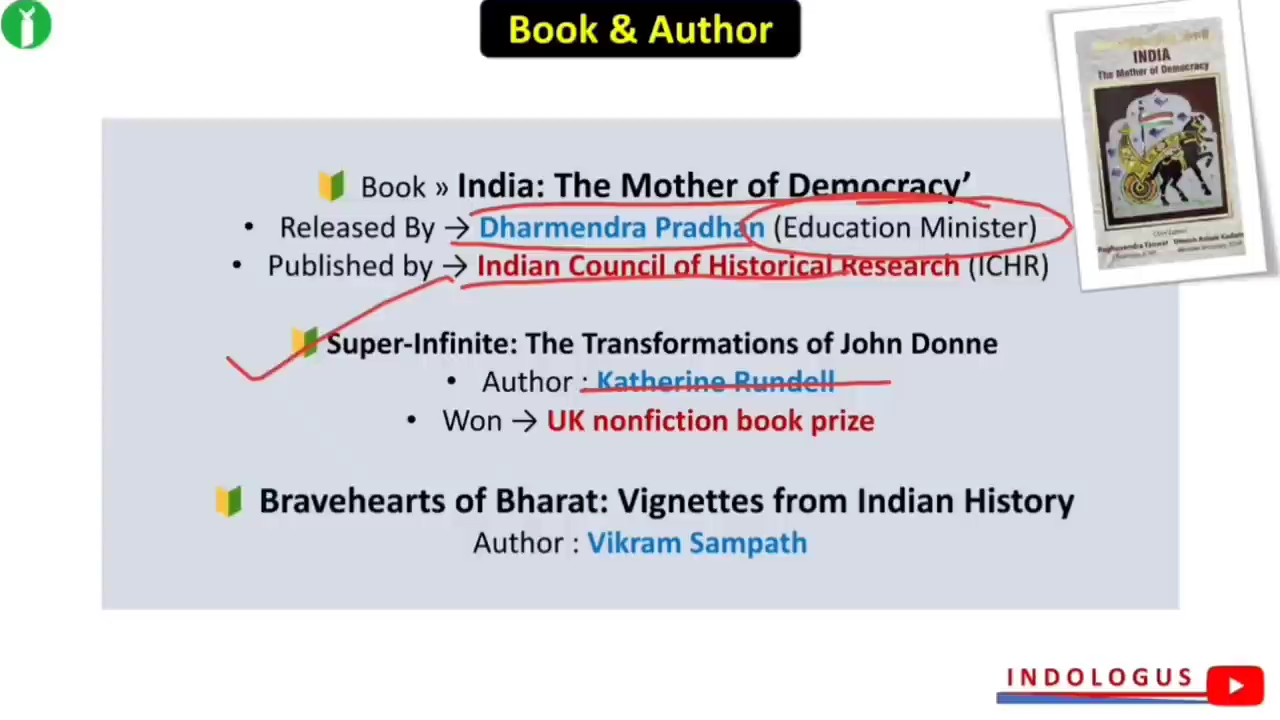 Book & Author
INDIA
The Mother of Democracy
📖 Book » India: The Mother of Democracy’
• Released By → Dharmendra Pradhan (Education Minister)
• Published by → Indian Council of Historical Research (ICHR)
Super-Infinite: The Transformations of John Donne
• Author : Katherine Rundell
• Won → UK nonfiction book prize
Bravehearts of Bharat: Vignettes from Indian History
Author : Vikram Sampath
Raghuvendra Tanwar
INDOLOGUS